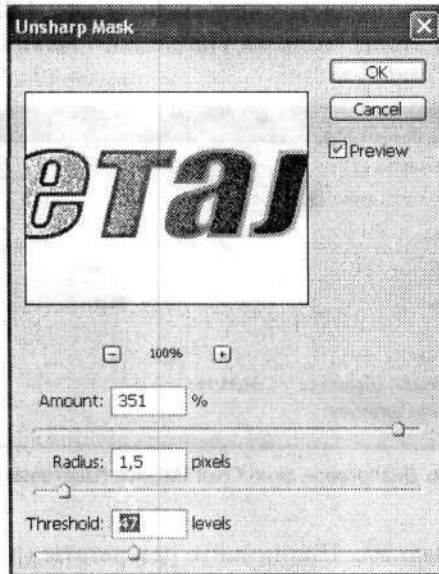 Unsharp Mask
OK
Cancel
Preview
етал
100%
Amount: 351 %
Radius: 1,5 pixels
Threshold: 47 levels